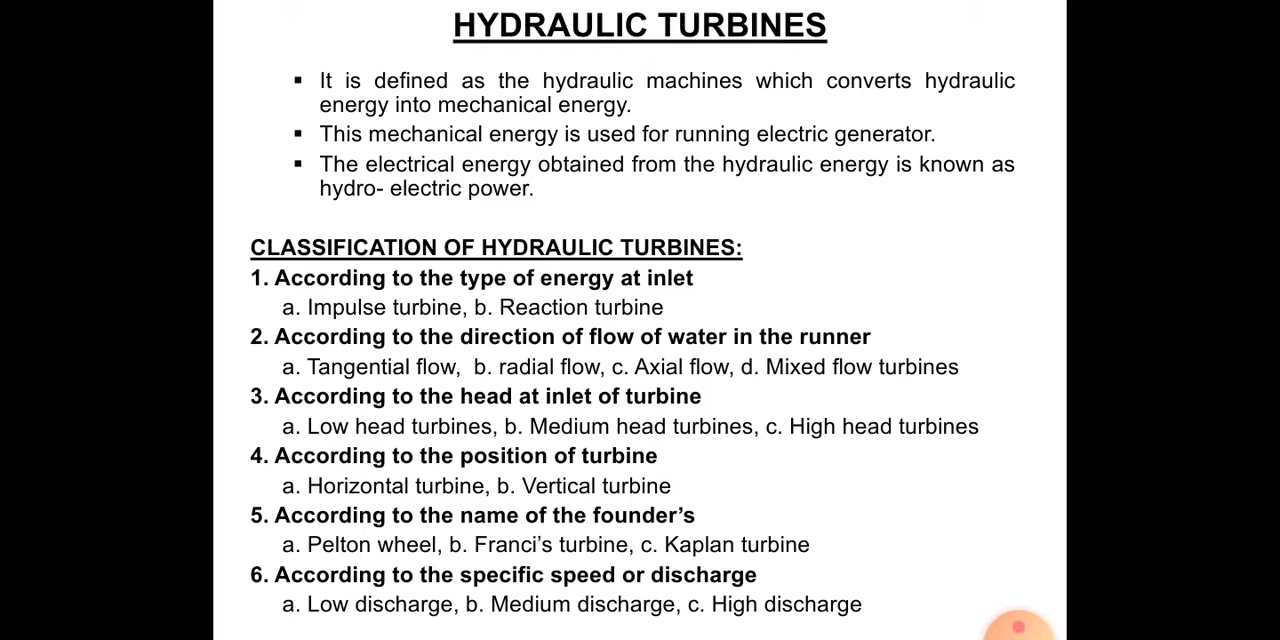 HYDRAULIC TURBINES
▪ It is defined as the hydraulic machines which converts hydraulic
energy into mechanical energy.
▪ This mechanical energy is used for running electric generator.
▪ The electrical energy obtained from the hydraulic energy is known as
hydro- electric power.
CLASSIFICATION OF HYDRAULIC TURBINES:
1. According to the type of energy at inlet
a. Impulse turbine, b. Reaction turbine
2. According to the direction of flow of water in the runner
a. Tangential flow,  b. radial flow, c. Axial flow, d. Mixed flow turbines
3. According to the head at inlet of turbine
a. Low head turbines, b. Medium head turbines, c. High head turbines
4. According to the position of turbine
a. Horizontal turbine, b. Vertical turbine
5. According to the name of the founder’s
a. Pelton wheel, b. Franci’s turbine, c. Kaplan turbine
6. According to the specific speed or discharge
a. Low discharge, b. Medium discharge, c. High discharge